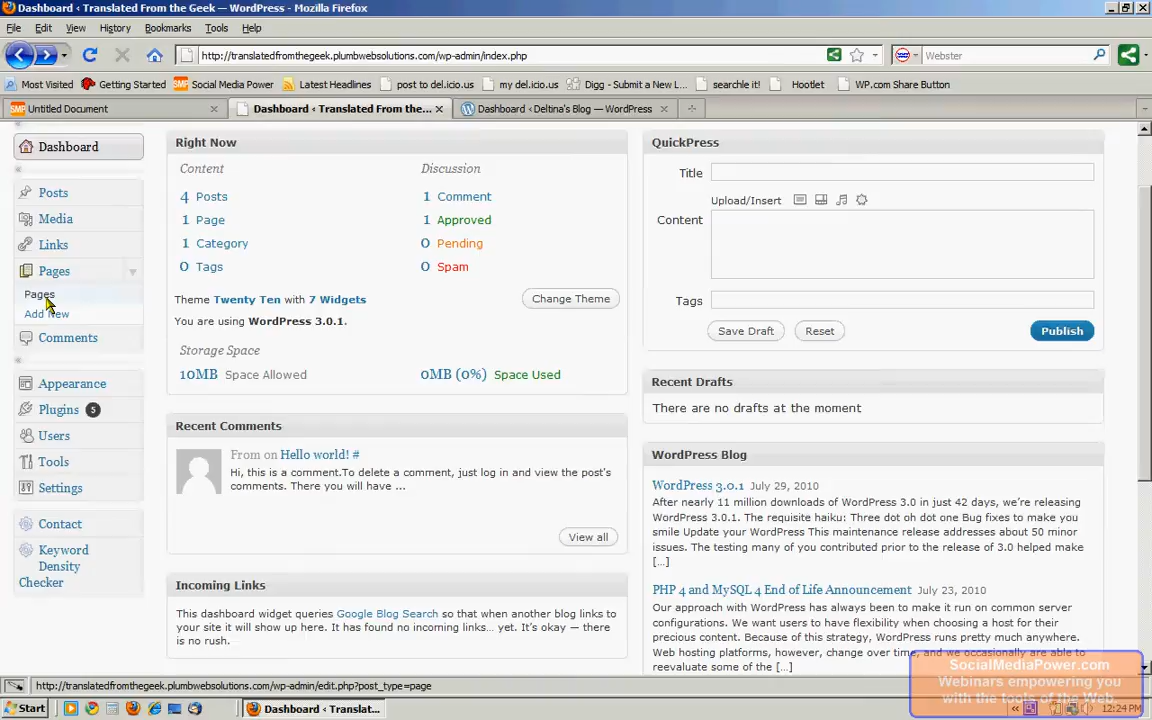 Dashboard ‹ Translated From the Geek — WordPress - Mozilla Firefox
File Edit View History Bookmarks Tools Help
http://translatedfromthegeek.plumbwebsolutions.com/wp-admin/index.php
Webster
Most Visited Getting Started SMP Social Media Power Latest Headlines post to del.icio.us my del.icio.us Digg - Submit a New L... searchle it! Hootlet WP.com Share Button
SMP Untitled Document
Dashboard ‹ Translated From the...
Dashboard ‹ Deltina's Blog — WordPress
Dashboard
Posts
Media
Links
Pages
Pages
Add New
Comments
Appearance
Plugins 5
Users
Tools
Settings
Contact
Keyword
Density
Checker
Right Now
Content
4 Posts
1 Page
1 Category
0 Tags
Discussion
1 Comment
1 Approved
0 Pending
0 Spam
Theme Twenty Ten with 7 Widgets
Change Theme
You are using WordPress 3.0.1.
Storage Space
10MB Space Allowed
0MB (0%) Space Used
Recent Comments
From on Hello world! #
Hi, this is a comment.To delete a comment, just log in and view the post's
comments. There you will have ...
View all
Incoming Links
This dashboard widget queries Google Blog Search so that when another blog links to
your site it will show up here. It has found no incoming links… yet. It's okay — there
is no rush.
QuickPress
Title
Upload/Insert
Content
Tags
Save Draft
Reset
Publish
Recent Drafts
There are no drafts at the moment
WordPress Blog
WordPress 3.0.1 July 29, 2010
After nearly 11 million downloads of WordPress 3.0 in just 42 days, we're releasing
WordPress 3.0.1. The requisite haiku: Three dot oh dot one Bug fixes to make you
smile Update your WordPress This maintenance release addresses about 50 minor
issues. The testing many of you contributed prior to the release of 3.0 helped make
[…]
PHP 4 and MySQL 4 End of Life Announcement July 23, 2010
Our approach with WordPress has always been to make it run on common server
configurations. We want users to have flexibility when choosing a host for their
precious content. Because of this strategy, WordPress runs pretty much anywhere.
Web hosting platforms, however, change over time, and we occasionally are able to
reevaluate some of the […]
SocialMediaPower.com
Webinars empowering you
with the tools of the Web.
http://translatedfromthegeek.plumbwebsolutions.com/wp-admin/edit.php?post_type=page
Start
Dashboard ‹ Translat...
12:24 PM